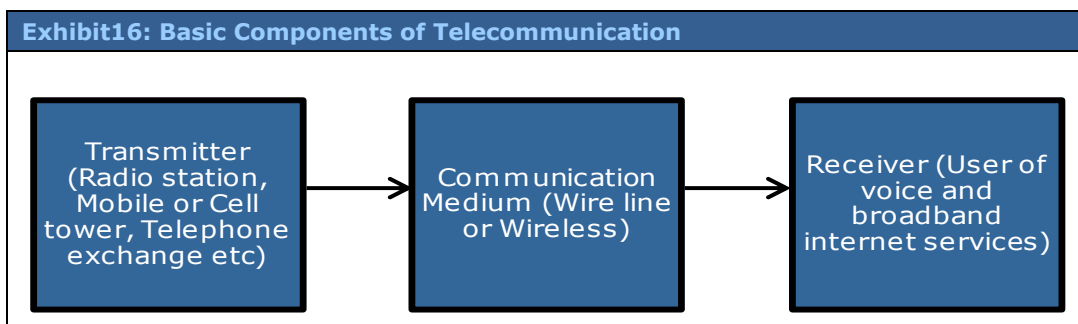 Exhibit16: Basic Components of Telecommunication
Transmitter
(Radio station,
Mobile or Cell
tower, Telephone
exchange etc)
Communication
Medium (Wire line
or Wireless)
Receiver (User of
voice and
broadband
internet services)